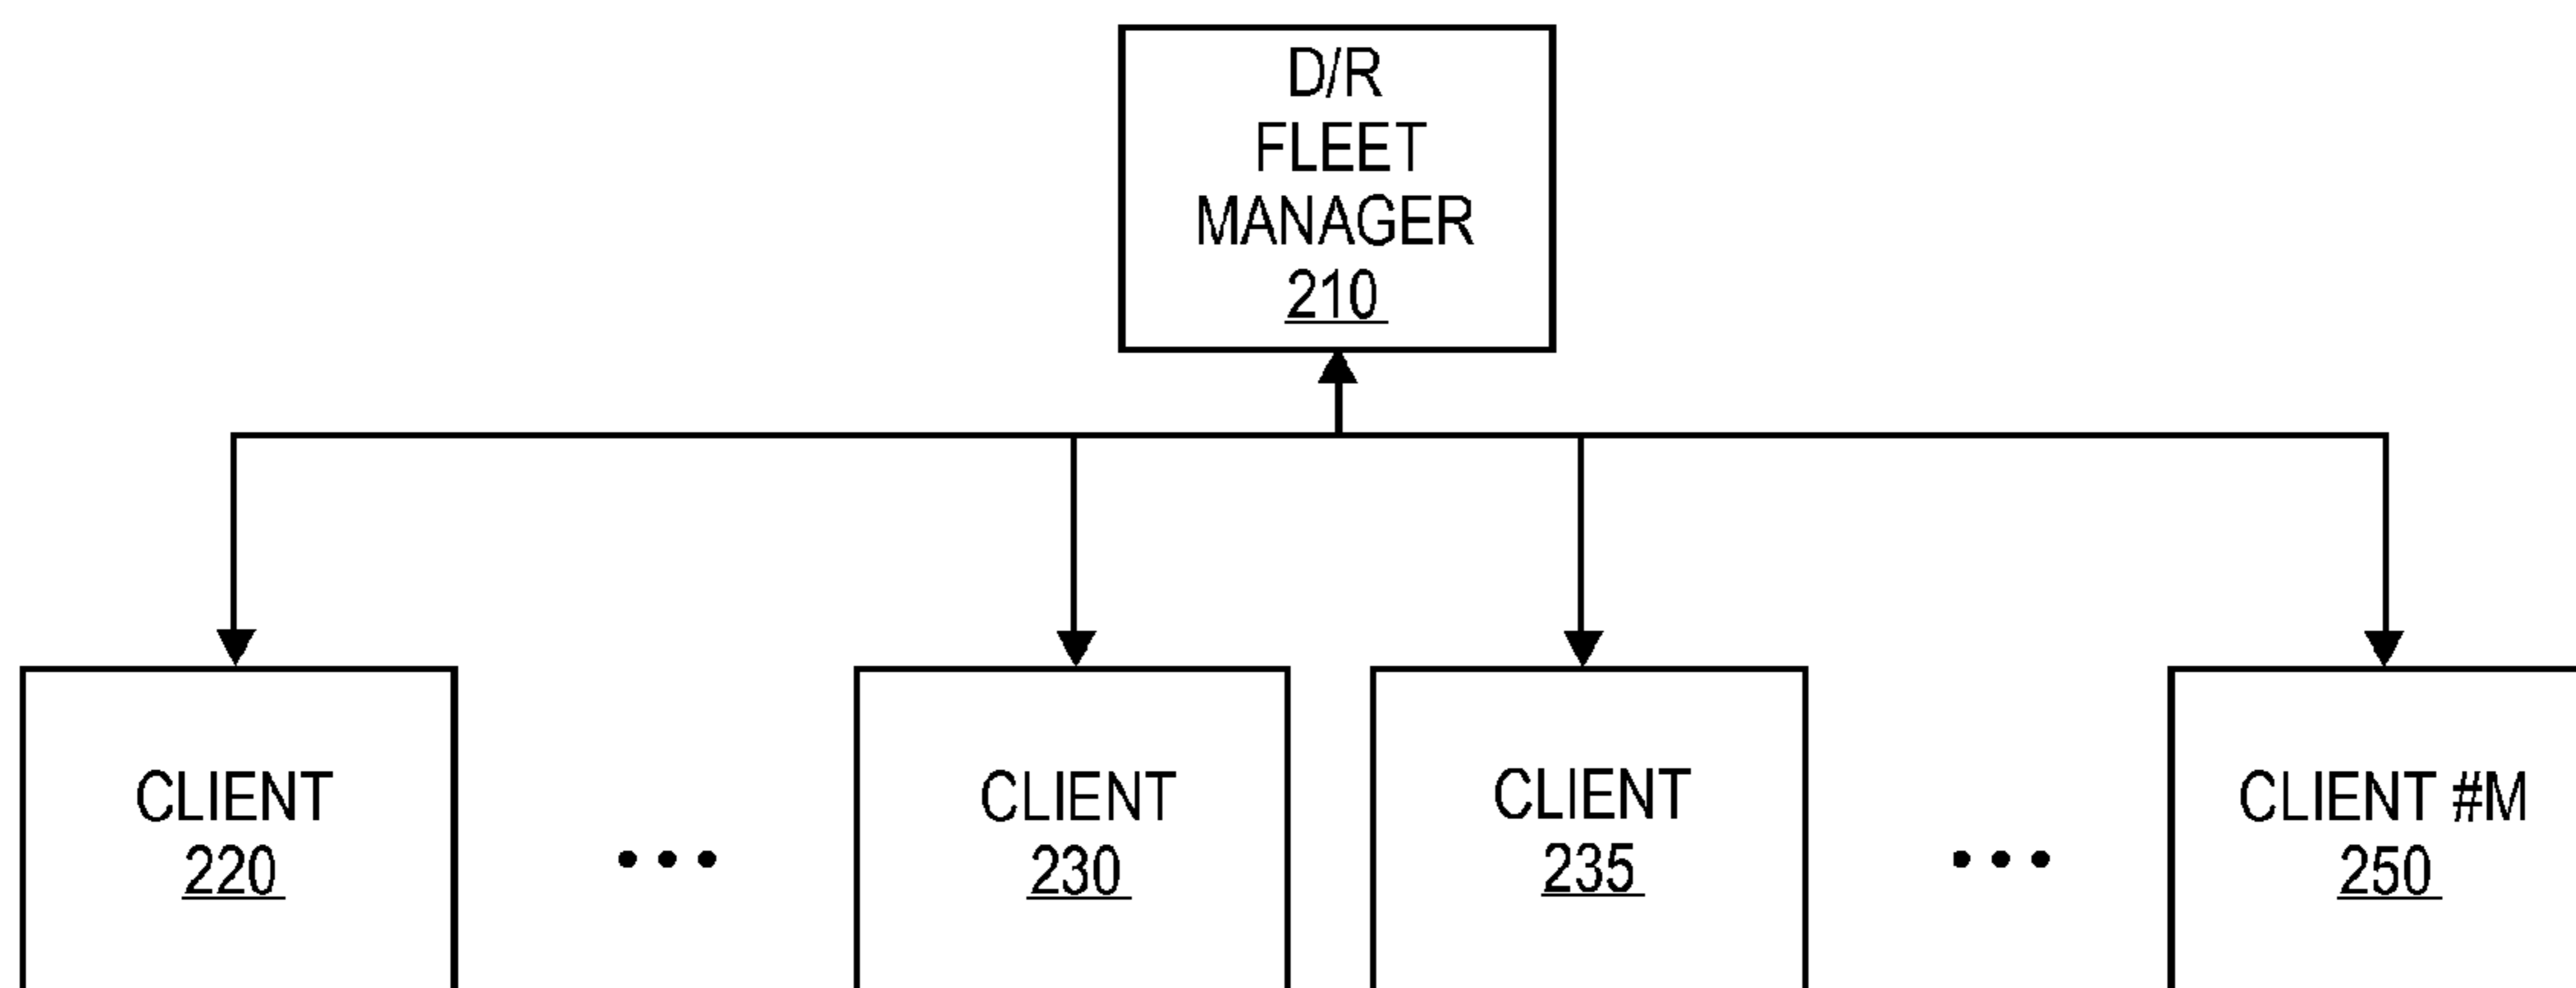 D/R
FLEET
MANAGER
210
CLIENT
220
CLIENT
230
CLIENT
235
CLIENT #M
250